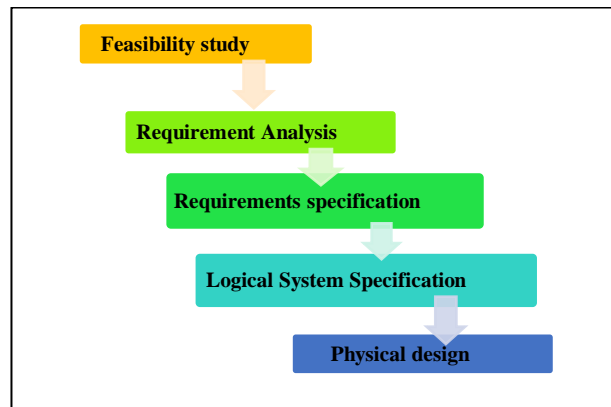 Feasibility study
Requirement Analysis
Requirements specification
Logical System Specification
Physical design